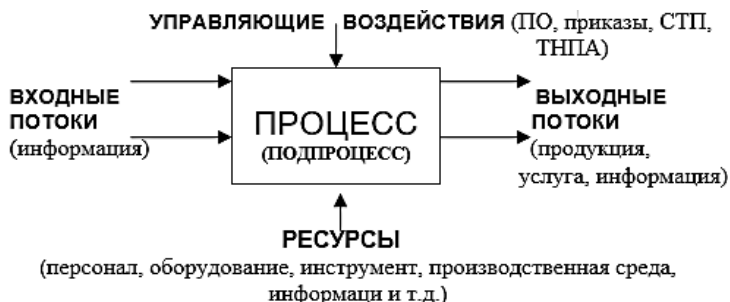 УПРАВЛЯЮЩИЕ ВОЗДЕЙСТВИЯ (ПО, приказы, СТП,
ТНПА)
ВХОДНЫЕ
ПОТОКИ
(информация)
ПРОЦЕСС
(ПОДПРОЦЕСС)
ВЫХОДНЫЕ
ПОТОКИ
(продукция,
услуга, информация)
РЕСУРСЫ
(персонал, оборудование, инструмент, производственная среда,
информаци и т.д.)